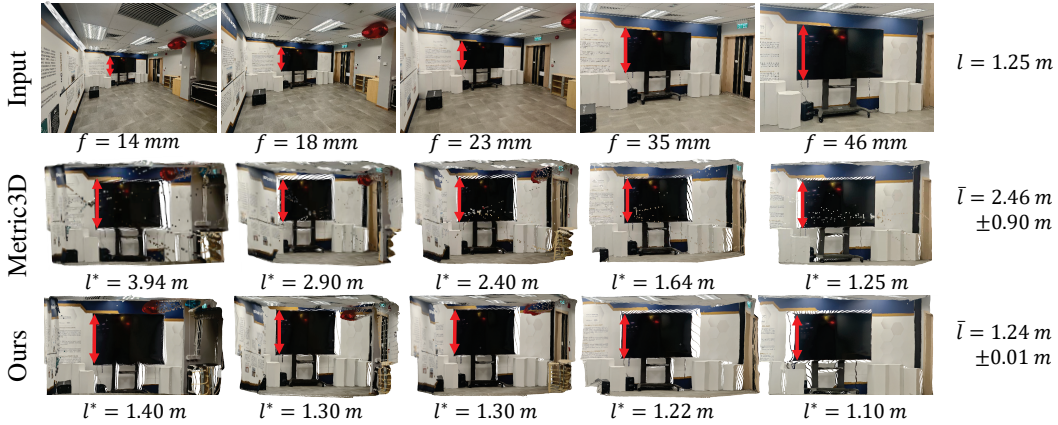 Input
l = 1.25 m
f = 14 mm
f = 18 mm
f = 23 mm
f = 35 mm
f = 46 mm
Metric3D
l̄ = 2.46 m
±0.90 m
l* = 3.94 m
l* = 2.90 m
l* = 2.40 m
l* = 1.64 m
l* = 1.25 m
Ours
l̄ = 1.24 m
±0.01 m
l* = 1.40 m
l* = 1.30 m
l* = 1.30 m
l* = 1.22 m
l* = 1.10 m